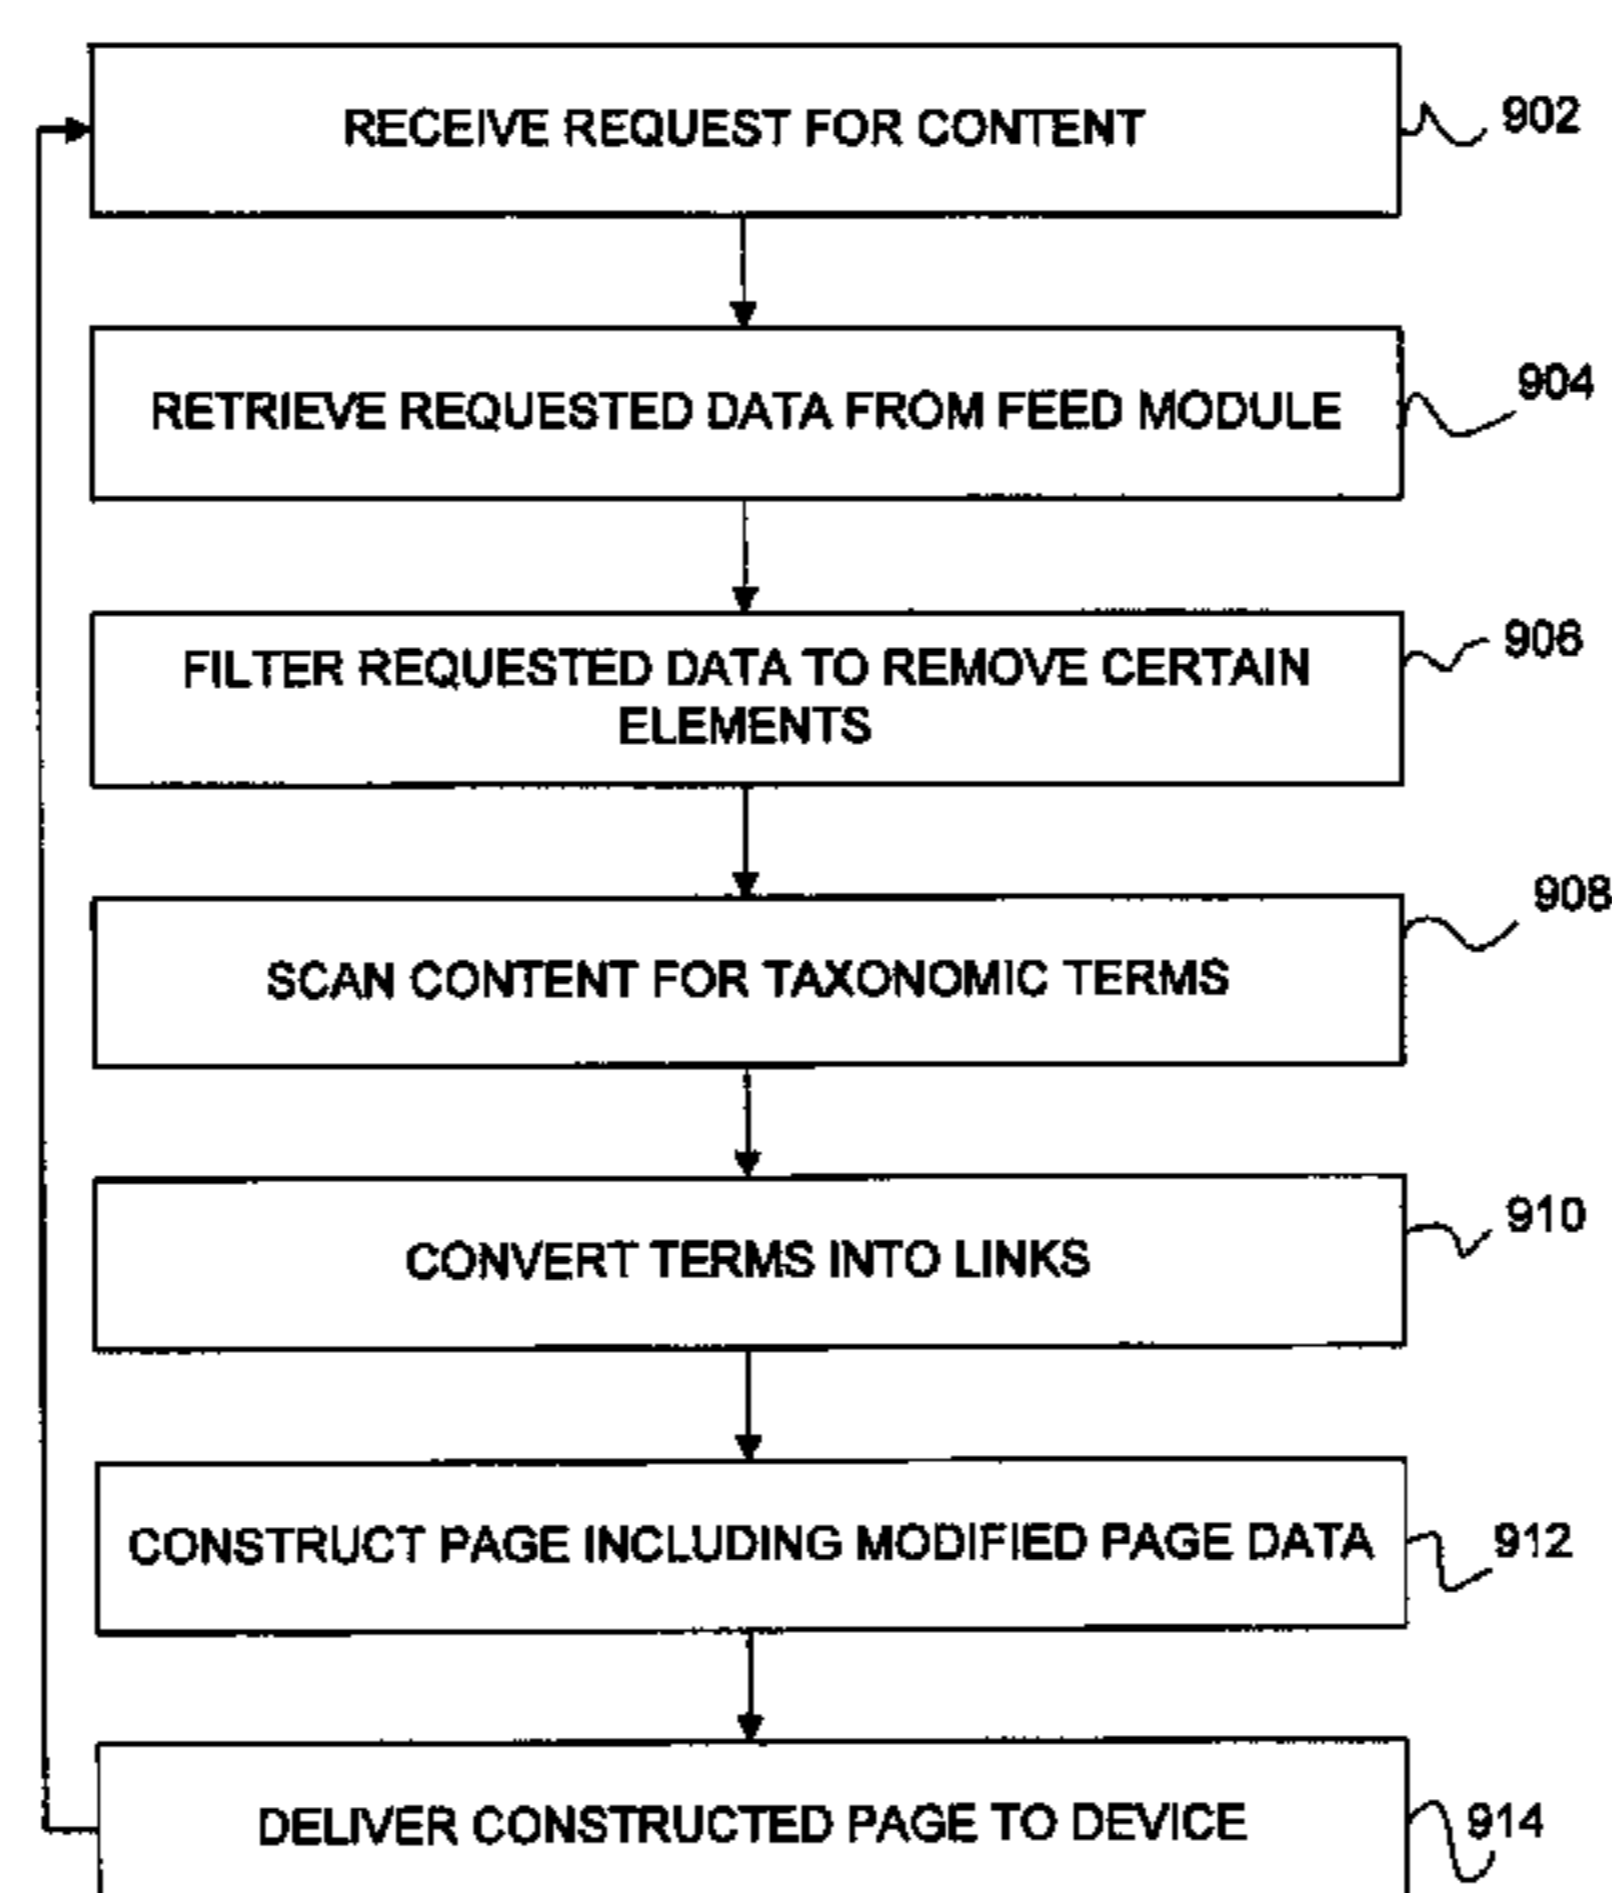 RECEIVE REQUEST FOR CONTENT
902
RETRIEVE REQUESTED DATA FROM FEED MODULE
904
FILTER REQUESTED DATA TO REMOVE CERTAIN
ELEMENTS
906
SCAN CONTENT FOR TAXONOMIC TERMS
908
CONVERT TERMS INTO LINKS
910
CONSTRUCT PAGE INCLUDING MODIFIED PAGE DATA
912
DELIVER CONSTRUCTED PAGE TO DEVICE
914